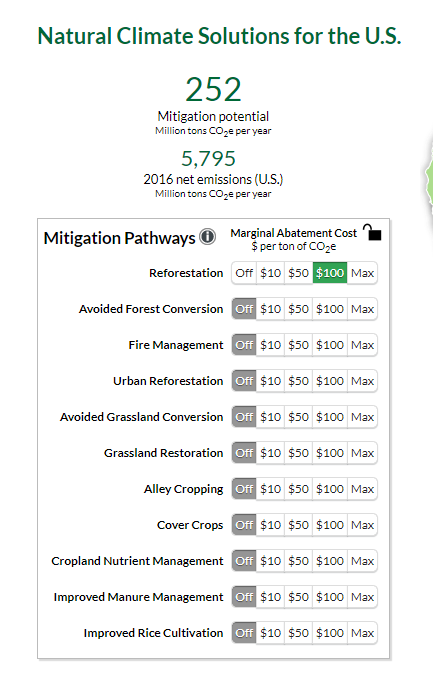 Natural Climate Solutions for the U.S.
252
Mitigation potential
Million tons CO₂e per year
5,795
2016 net emissions (U.S.)
Million tons CO₂e per year
Mitigation Pathways i Marginal Abatement Cost
$ per ton of CO₂e
Reforestation Off $10 $50 $100 Max
Avoided Forest Conversion Off $10 $50 $100 Max
Fire Management Off $10 $50 $100 Max
Urban Reforestation Off $10 $50 $100 Max
Avoided Grassland Conversion Off $10 $50 $100 Max
Grassland Restoration Off $10 $50 $100 Max
Alley Cropping Off $10 $50 $100 Max
Cover Crops Off $10 $50 $100 Max
Cropland Nutrient Management Off $10 $50 $100 Max
Improved Manure Management Off $10 $50 $100 Max
Improved Rice Cultivation Off $10 $50 $100 Max